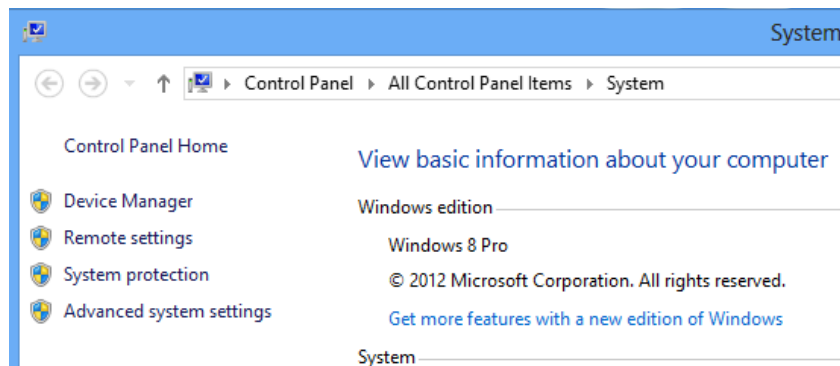 System
Control Panel All Control Panel Items System
Control Panel Home
Device Manager
Remote settings
System protection
Advanced system settings
View basic information about your computer
Windows edition
Windows 8 Pro
© 2012 Microsoft Corporation. All rights reserved.
Get more features with a new edition of Windows
System